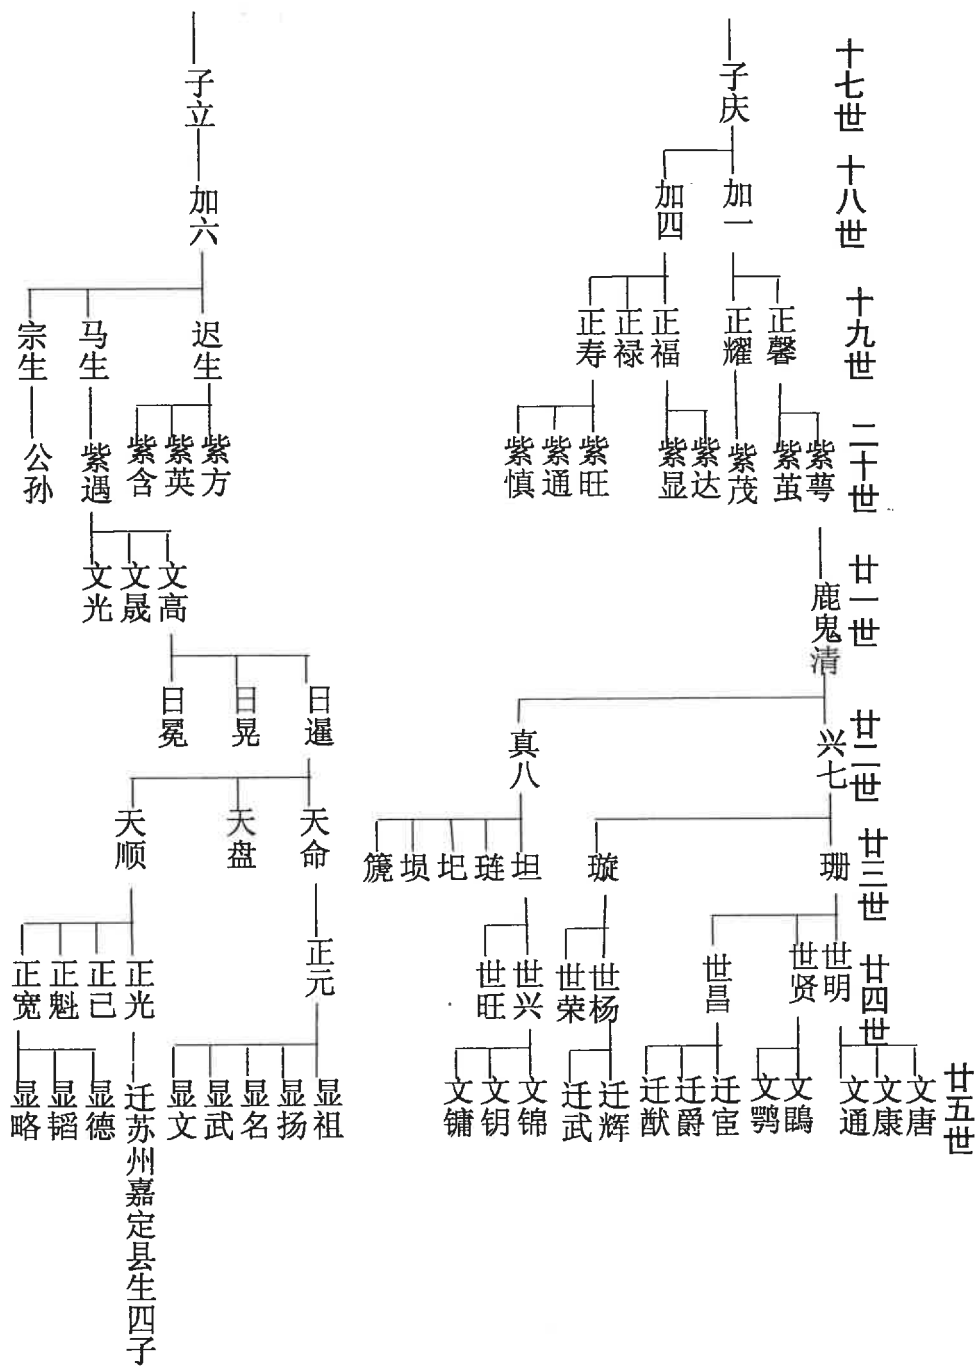 十七世
子庆
子立
十八世
加一
加四
加六
十九世
正馨
正耀
正福
正禄
正寿
迟生
马生
宗生
二十世
紫萼
紫茧
紫茂
紫达
紫显
紫旺
紫通
紫慎
紫方
紫英
紫含
紫遇
公孙
廿一世
鹿鬼清
文高
文晟
文光
廿二世
兴七
真八
日暹
日晃
日冕
廿三世
珊
璇
坦
琏
圯
埙
篪
天命
天盘
天顺
廿四世
世明
世贤
世昌
世杨
世荣
世兴
世旺
正元
正光
正已
正魁
正宽
廿五世
文唐
文康
文通
文鹍
文鹗
迁宦
迁爵
迁猷
迁辉
迁武
文锦
文钥
文镛
显祖
显扬
显名
显武
显文
迁苏州嘉定县生四子
显德
显韬
显略